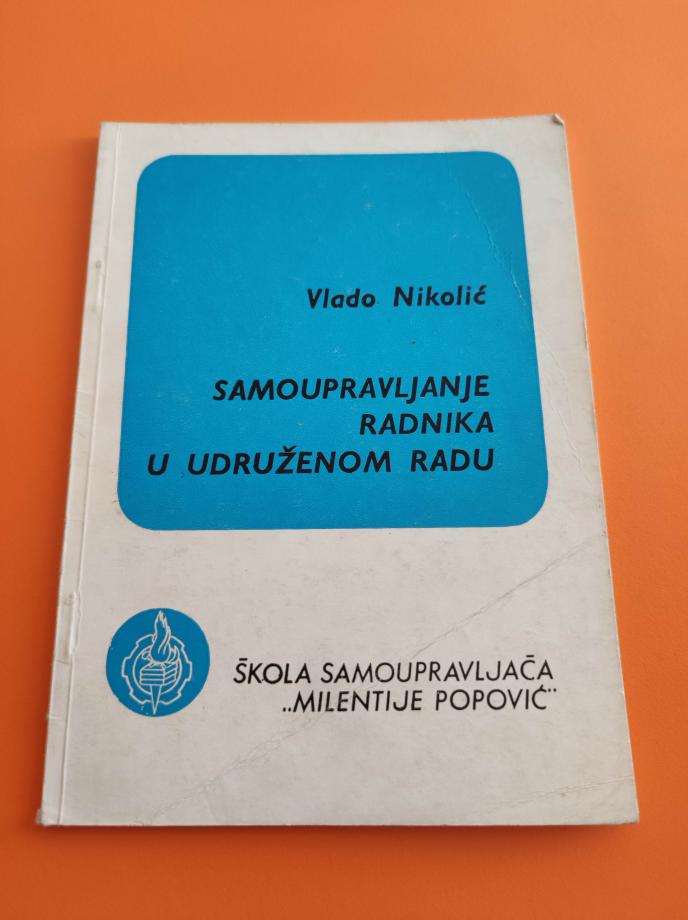 Vlado Nikolić
SAMOUPRAVLJANJE
RADNIKA
U UDRUŽENOM RADU
ŠKOLA SAMOUPRAVLJAČA
„MILENTIJE POPOVIĆ"